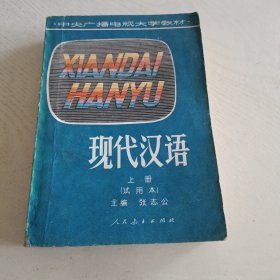 中央广播电视大学教材
XIANDAI
HANYU
现代汉语
上册
(试用本)
主编 张志公
人民教育出版社